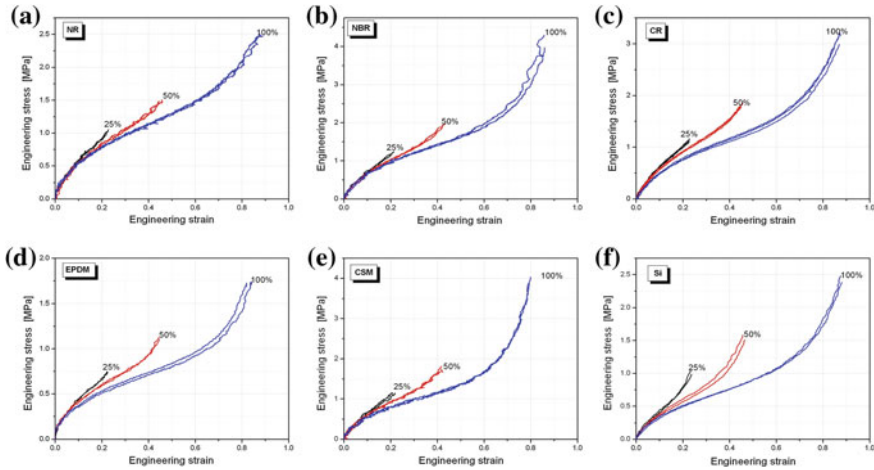 (a)
NR
Engineering stress [MPa]
2.5
2.0
1.5
1.0
0.5
0.0
100%
50%
25%
0.0 0.2 0.4 0.6 0.8 1.0
Engineering strain
(b)
NBR
Engineering stress [MPa]
4
3
2
1
0
100%
50%
25%
0.0 0.2 0.4 0.6 0.8 1.0
Engineering strain
(c)
CR
Engineering stress [MPa]
3
2
1
0
100%
50%
25%
0.0 0.2 0.4 0.6 0.8 1.0
Engineering strain
(d)
EPDM
Engineering stress [MPa]
2.0
1.5
1.0
0.5
0.0
100%
50%
25%
0.0 0.2 0.4 0.6 0.8 1.0
Engineering strain
(e)
CSM
Engineering stress [MPa]
4
3
2
1
0
100%
50%
25%
0.0 0.2 0.4 0.6 0.8 1.0
Engineering strain
(f)
Si
Engineering stress [MPa]
2.5
2.0
1.5
1.0
0.5
0.0
100%
50%
25%
0.0 0.2 0.4 0.6 0.8 1.0
Engineering strain